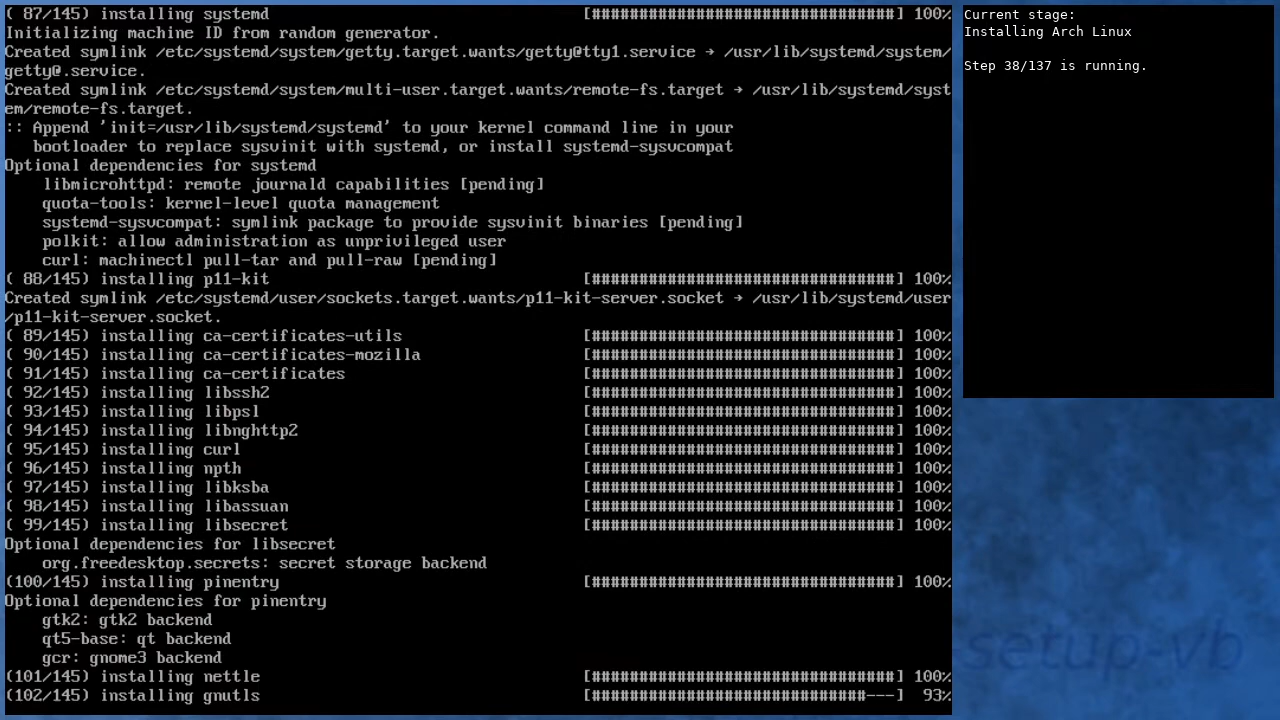 ( 87/145) installing systemd [################################] 100%
Initializing machine ID from random generator.
Created symlink /etc/systemd/system/getty.target.wants/getty@tty1.service → /usr/lib/systemd/system/
getty@.service.
Created symlink /etc/systemd/system/multi-user.target.wants/remote-fs.target → /usr/lib/systemd/syst
em/remote-fs.target.
:: Append 'init=/usr/lib/systemd/systemd' to your kernel command line in your
bootloader to replace sysvinit with systemd, or install systemd-sysvcompat
Optional dependencies for systemd
libmicrohttpd: remote journald capabilities [pending]
quota-tools: kernel-level quota management
systemd-sysvcompat: symlink package to provide sysvinit binaries [pending]
polkit: allow administration as unprivileged user
curl: machinectl pull-tar and pull-raw [pending]
( 88/145) installing p11-kit [################################] 100%
Created symlink /etc/systemd/user/sockets.target.wants/p11-kit-server.socket → /usr/lib/systemd/user
/p11-kit-server.socket.
( 89/145) installing ca-certificates-utils [################################] 100%
( 90/145) installing ca-certificates-mozilla [################################] 100%
( 91/145) installing ca-certificates [################################] 100%
( 92/145) installing libssh2 [################################] 100%
( 93/145) installing libpsl [################################] 100%
( 94/145) installing libnghttp2 [################################] 100%
( 95/145) installing curl [################################] 100%
( 96/145) installing npth [################################] 100%
( 97/145) installing libksba [################################] 100%
( 98/145) installing libassuan [################################] 100%
( 99/145) installing libsecret [################################] 100%
Optional dependencies for libsecret
org.freedesktop.secrets: secret storage backend
(100/145) installing pinentry [################################] 100%
Optional dependencies for pinentry
gtk2: gtk2 backend
qt5-base: qt backend
gcr: gnome3 backend
(101/145) installing nettle [################################] 100%
(102/145) installing gnutls [#############################---] 93%
Current stage:
Installing Arch Linux
Step 38/137 is running.
setup-vb